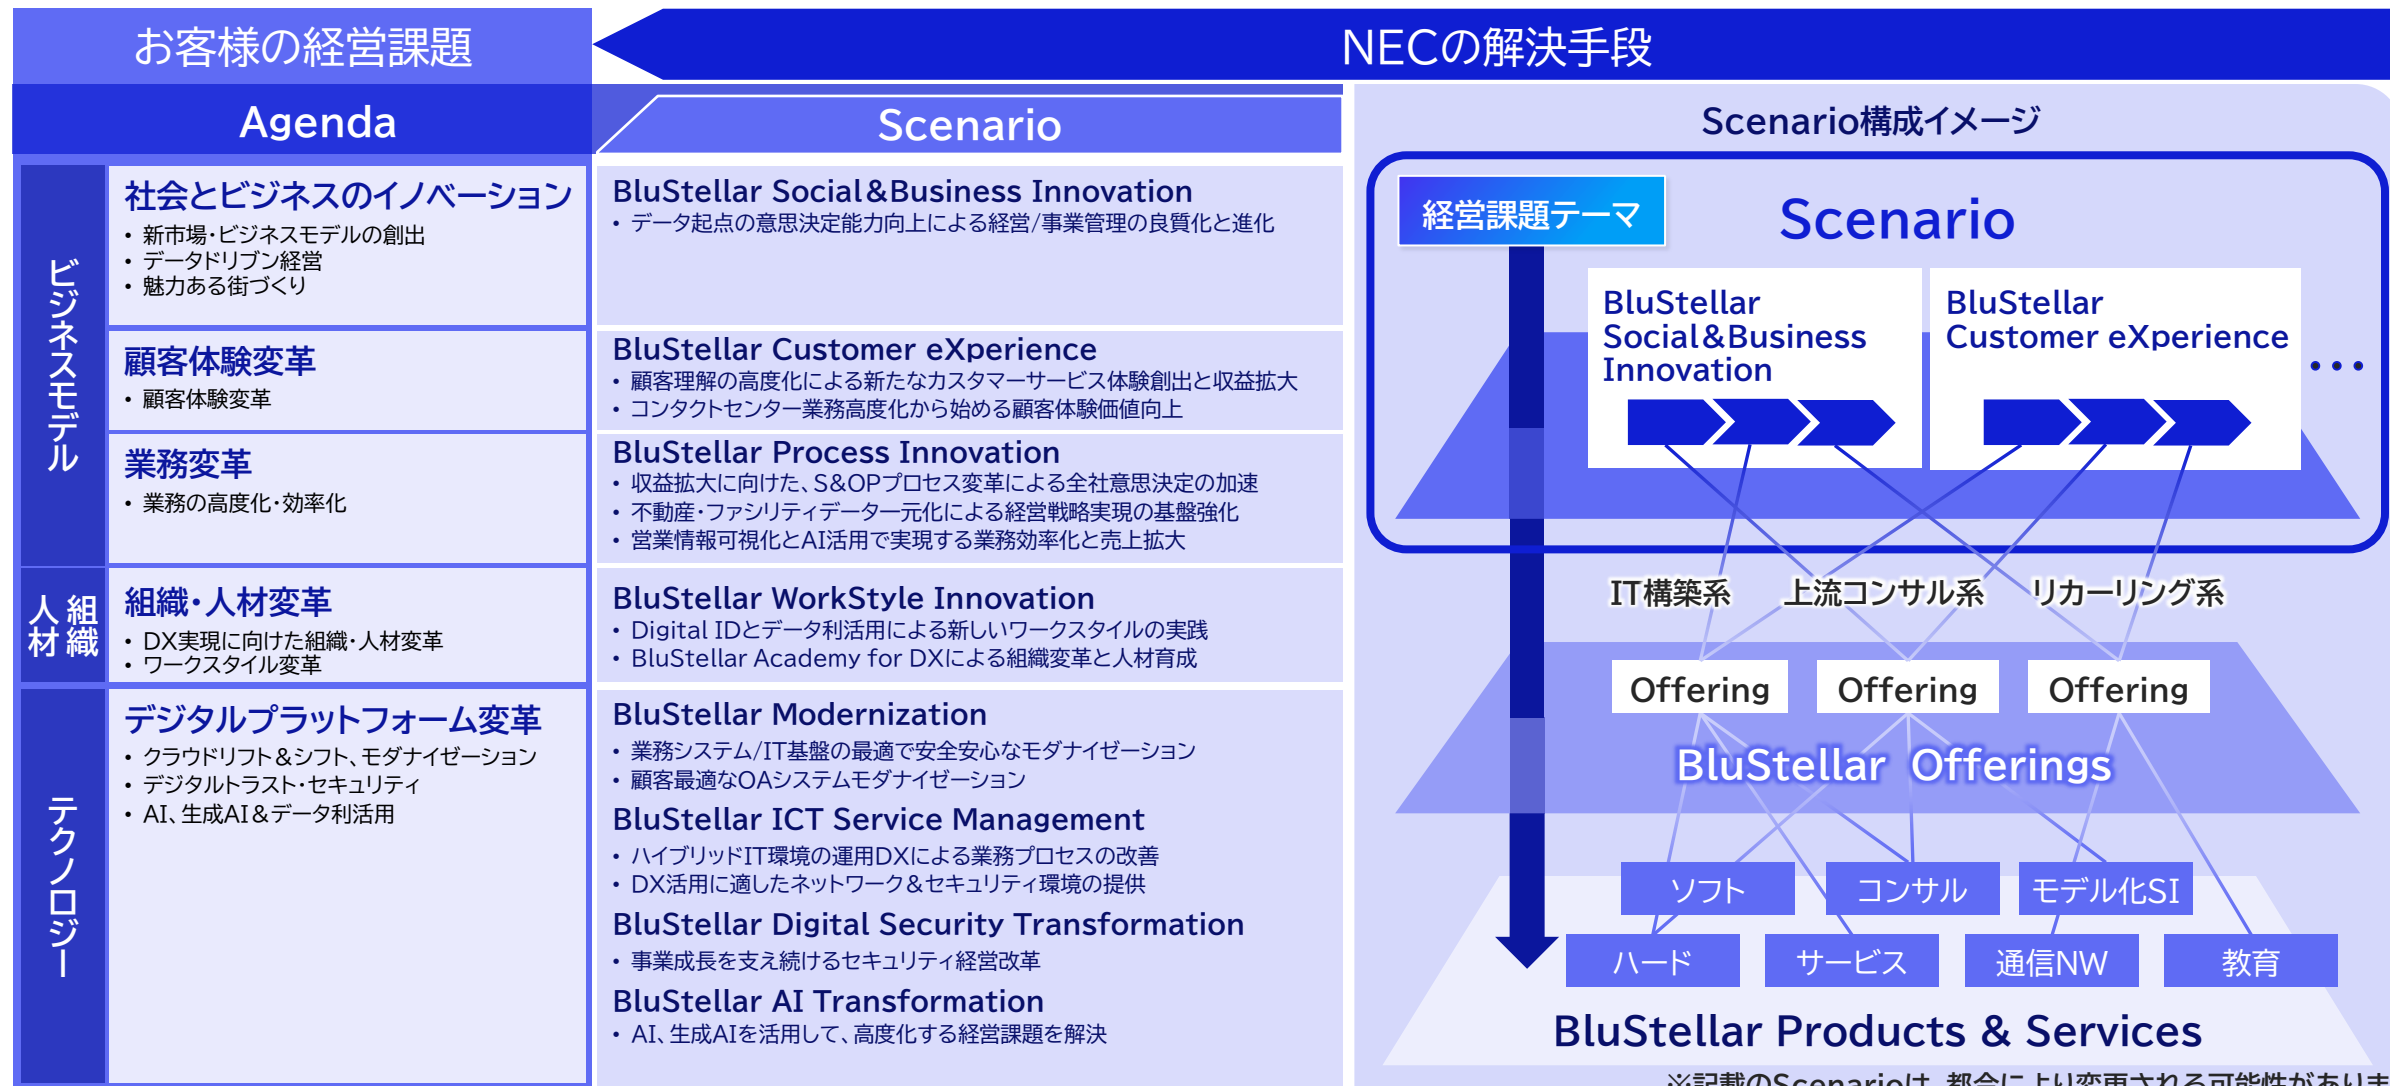 お客様の経営課題
NECの解決手段
Agenda
Scenario
ビジネスモデル
社会とビジネスのイノベーション
• 新市場・ビジネスモデルの創出
• データドリブン経営
• 魅力ある街づくり
BluStellar Social&Business Innovation
• データ起点の意思決定能力向上による経営/事業管理の良質化と進化
顧客体験変革
• 顧客体験変革
BluStellar Customer eXperience
• 顧客理解の高度化による新たなカスタマーサービス体験創出と収益拡大
• コンタクトセンター業務高度化から始める顧客体験価値向上
業務変革
• 業務の高度化・効率化
BluStellar Process Innovation
• 収益拡大に向けた、S&OPプロセス変革による全社意思決定の加速
• 不動産・ファシリティデータ一元化による経営戦略実現の基盤強化
• 営業情報可視化とAI活用で実現する業務効率化と売上拡大
組織
人材
組織・人材変革
• DX実現に向けた組織・人材変革
• ワークスタイル変革
BluStellar WorkStyle Innovation
• Digital IDとデータ利活用による新しいワークスタイルの実践
• BluStellar Academy for DXによる組織変革と人材育成
テクノロジー
デジタルプラットフォーム変革
• クラウドリフト＆シフト、モダナイゼーション
• デジタルトラスト・セキュリティ
• AI、生成AI＆データ利活用
BluStellar Modernization
• 業務システム/IT基盤の最適で安全安心なモダナイゼーション
• 顧客最適なOAシステムモダナイゼーション
BluStellar ICT Service Management
• ハイブリッドIT環境の運用DXによる業務プロセスの改善
• DX活用に適したネットワーク＆セキュリティ環境の提供
BluStellar Digital Security Transformation
• 事業成長を支え続けるセキュリティ経営改革
BluStellar AI Transformation
• AI、生成AIを活用して、高度化する経営課題を解決
Scenario構成イメージ
経営課題テーマ
Scenario
BluStellar
Social&Business
Innovation
BluStellar
Customer eXperience
・・・
IT構築系
上流コンサル系
リカーリング系
Offering
Offering
Offering
BluStellar Offerings
ソフト
コンサル
モデル化SI
ハード
サービス
通信NW
教育
BluStellar Products & Services
※記載のScenarioは、都合により変更される可能性がありま